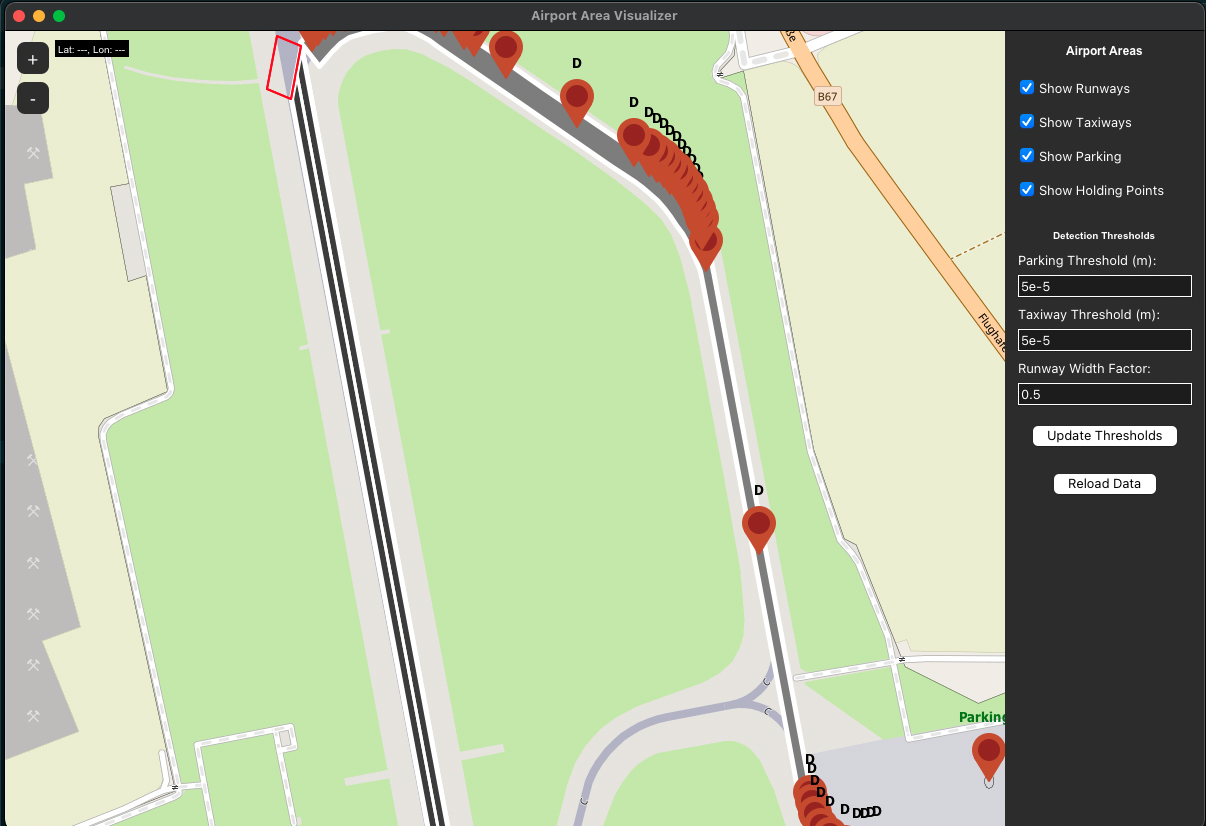 Airport Area Visualizer
+
Lat: ---, Lon: ---
-
Airport Areas
Show Runways
Show Taxiways
Show Parking
Show Holding Points
Detection Thresholds
Parking Threshold (m):
5e-5
Taxiway Threshold (m):
5e-5
Runway Width Factor:
0.5
Update Thresholds
Reload Data
B67
D
D
D
D
D
D
D
D
D
D
D
D
C
C
C
Parking
D
D
D
D
D
D
D
D
D
D